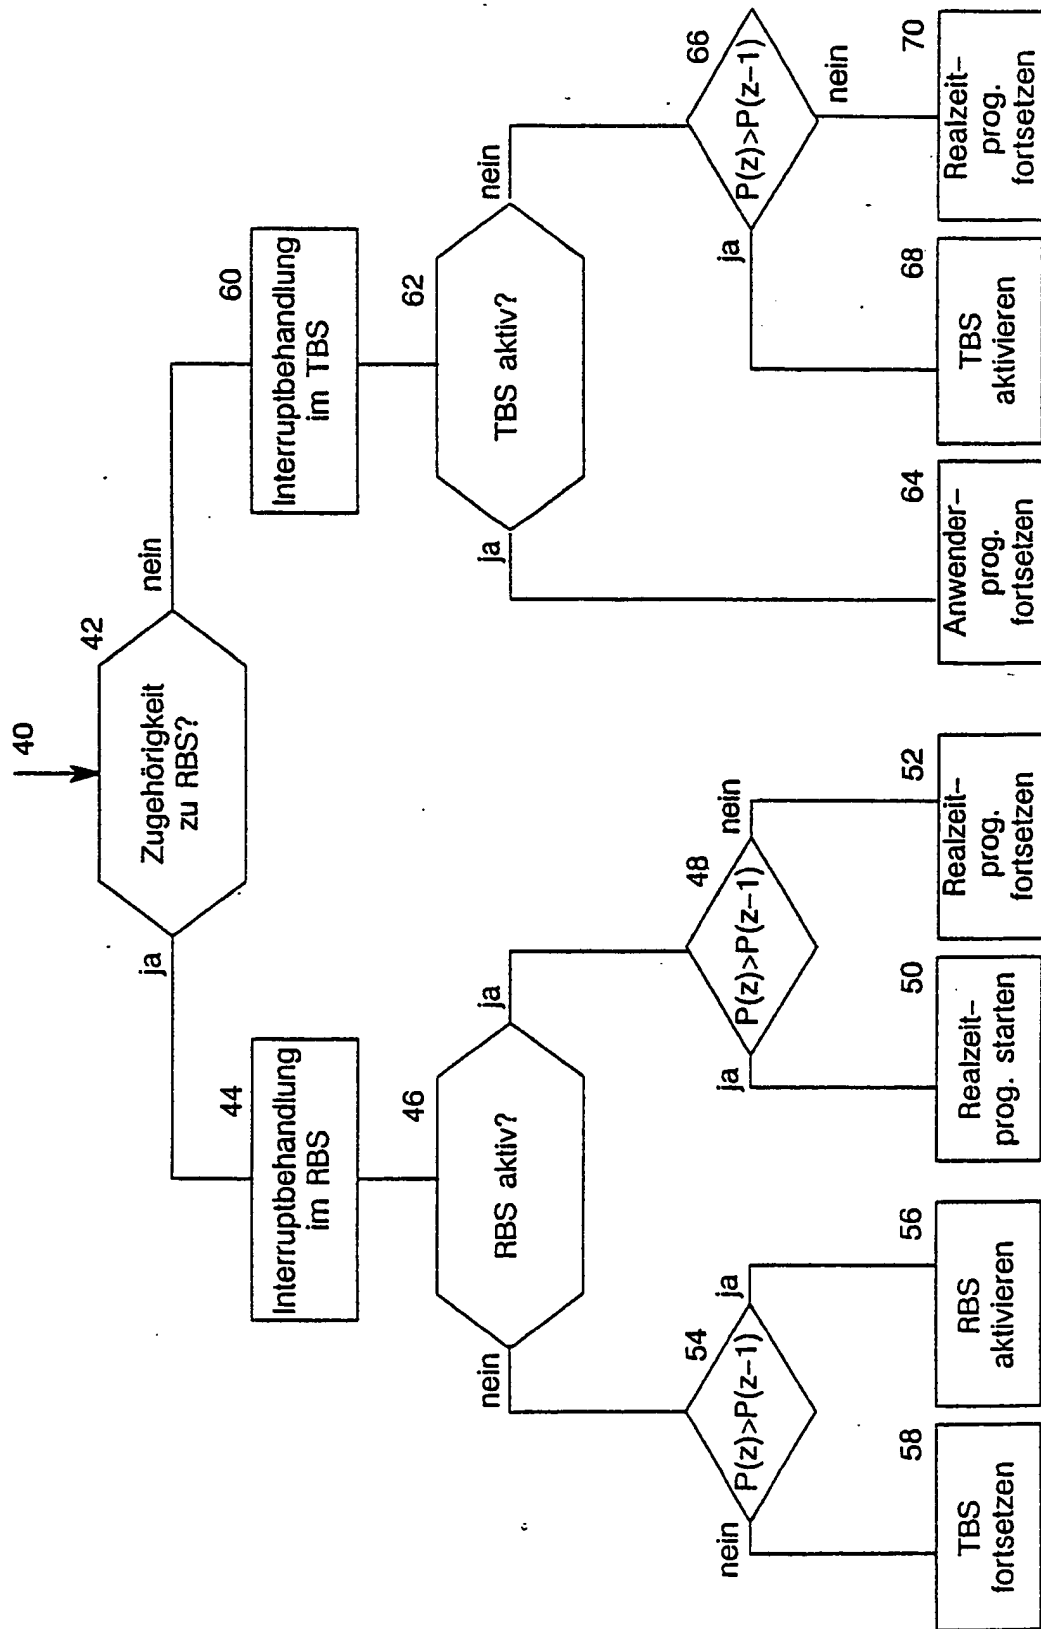 40
42
Zugehörigkeit
zu RBS?
ja
nein
44
Interruptbehandlung
im RBS
60
Interruptbehandlung
im TBS
46
RBS aktiv?
nein
ja
62
TBS aktiv?
ja
nein
54
P(z)>P(z–1)
nein
ja
48
P(z)>P(z–1)
ja
nein
66
P(z)>P(z–1)
ja
nein
58
TBS
fortsetzen
56
RBS
aktivieren
50
Realzeit–
prog. starten
52
Realzeit–
prog.
fortsetzen
64
Anwender–
prog.
fortsetzen
68
TBS
aktivieren
70
Realzeit–
prog.
fortsetzen